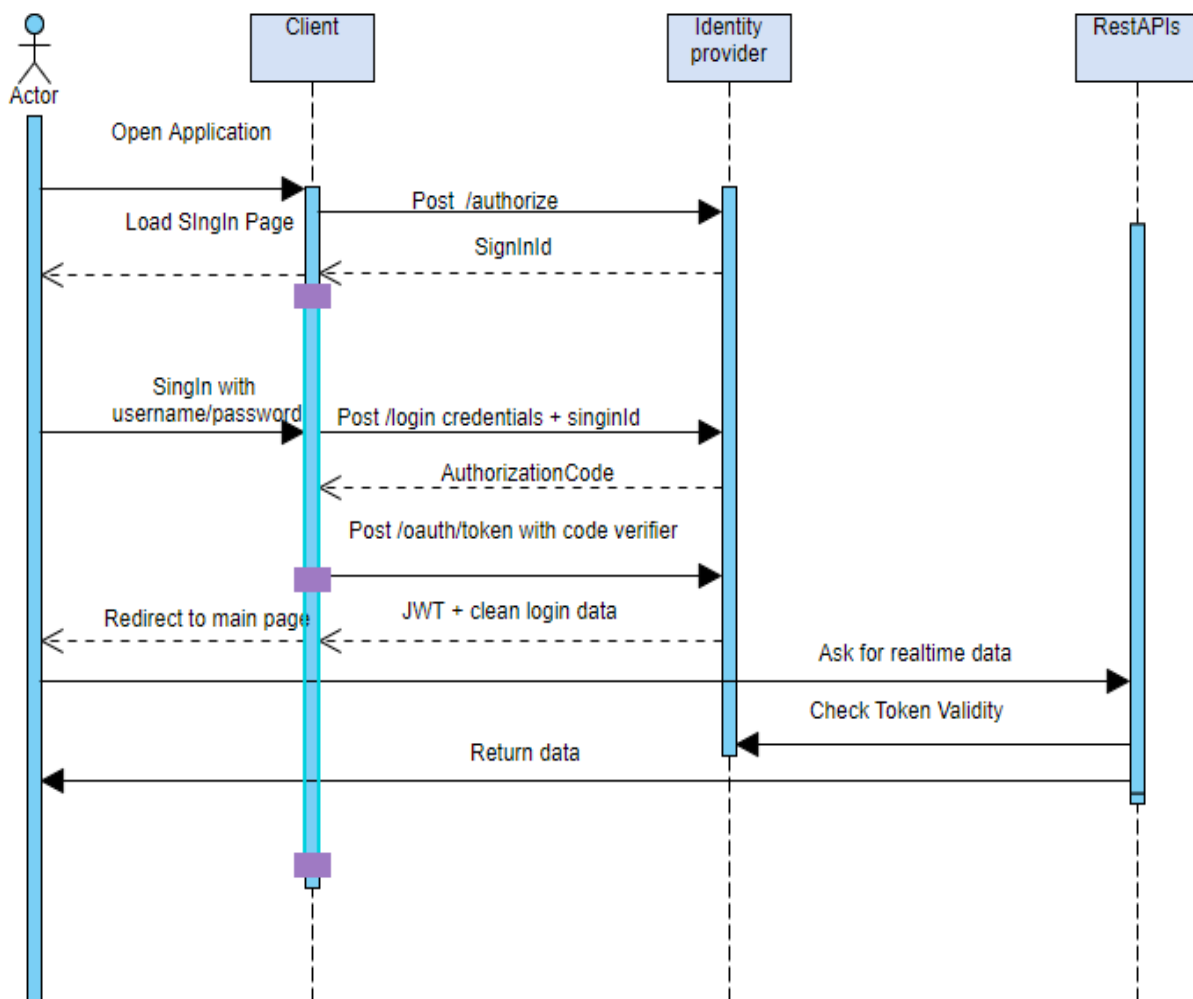 Client
Identity
provider
RestAPIs
Actor
Open Application
Post /authorize
Load SIngIn Page
SignInId
SingIn with
username/password
Post /login credentials + singinId
AuthorizationCode
Post /oauth/token with code verifier
JWT + clean login data
Redirect to main page
Ask for realtime data
Check Token Validity
Return data